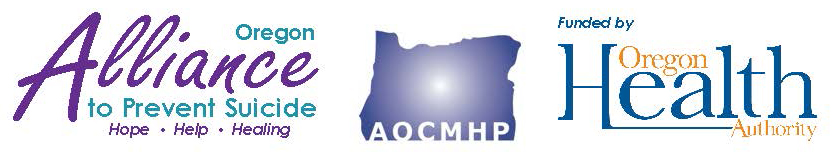 Oregon
Alliance
to Prevent Suicide
Hope • Help • Healing
AOCMHP
Funded by
Oregon
Health
Authority